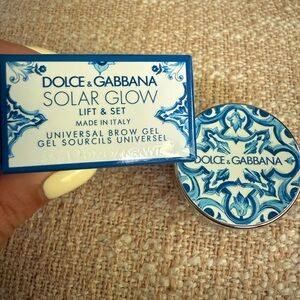 DOLCE & GABBANA
SOLAR GLOW
LIFT & SET
MADE IN ITALY
UNIVERSAL BROW GEL
GEL SOURCILS UNIVERSEL
DOLCE & GABBANA